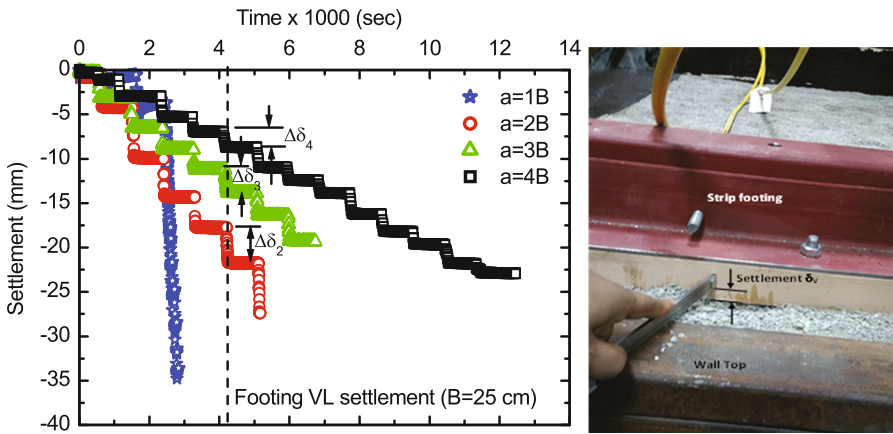 Time x 1000 (sec)
0 2 4 6 8 10 12 14
Settlement (mm)
0
-5
-10
-15
-20
-25
-30
-35
-40
a=1B
a=2B
a=3B
a=4B
Δδ4
Δδ3
Δδ2
Footing VL settlement (B=25 cm)
Strip footing
Settlement δv
Wall Top